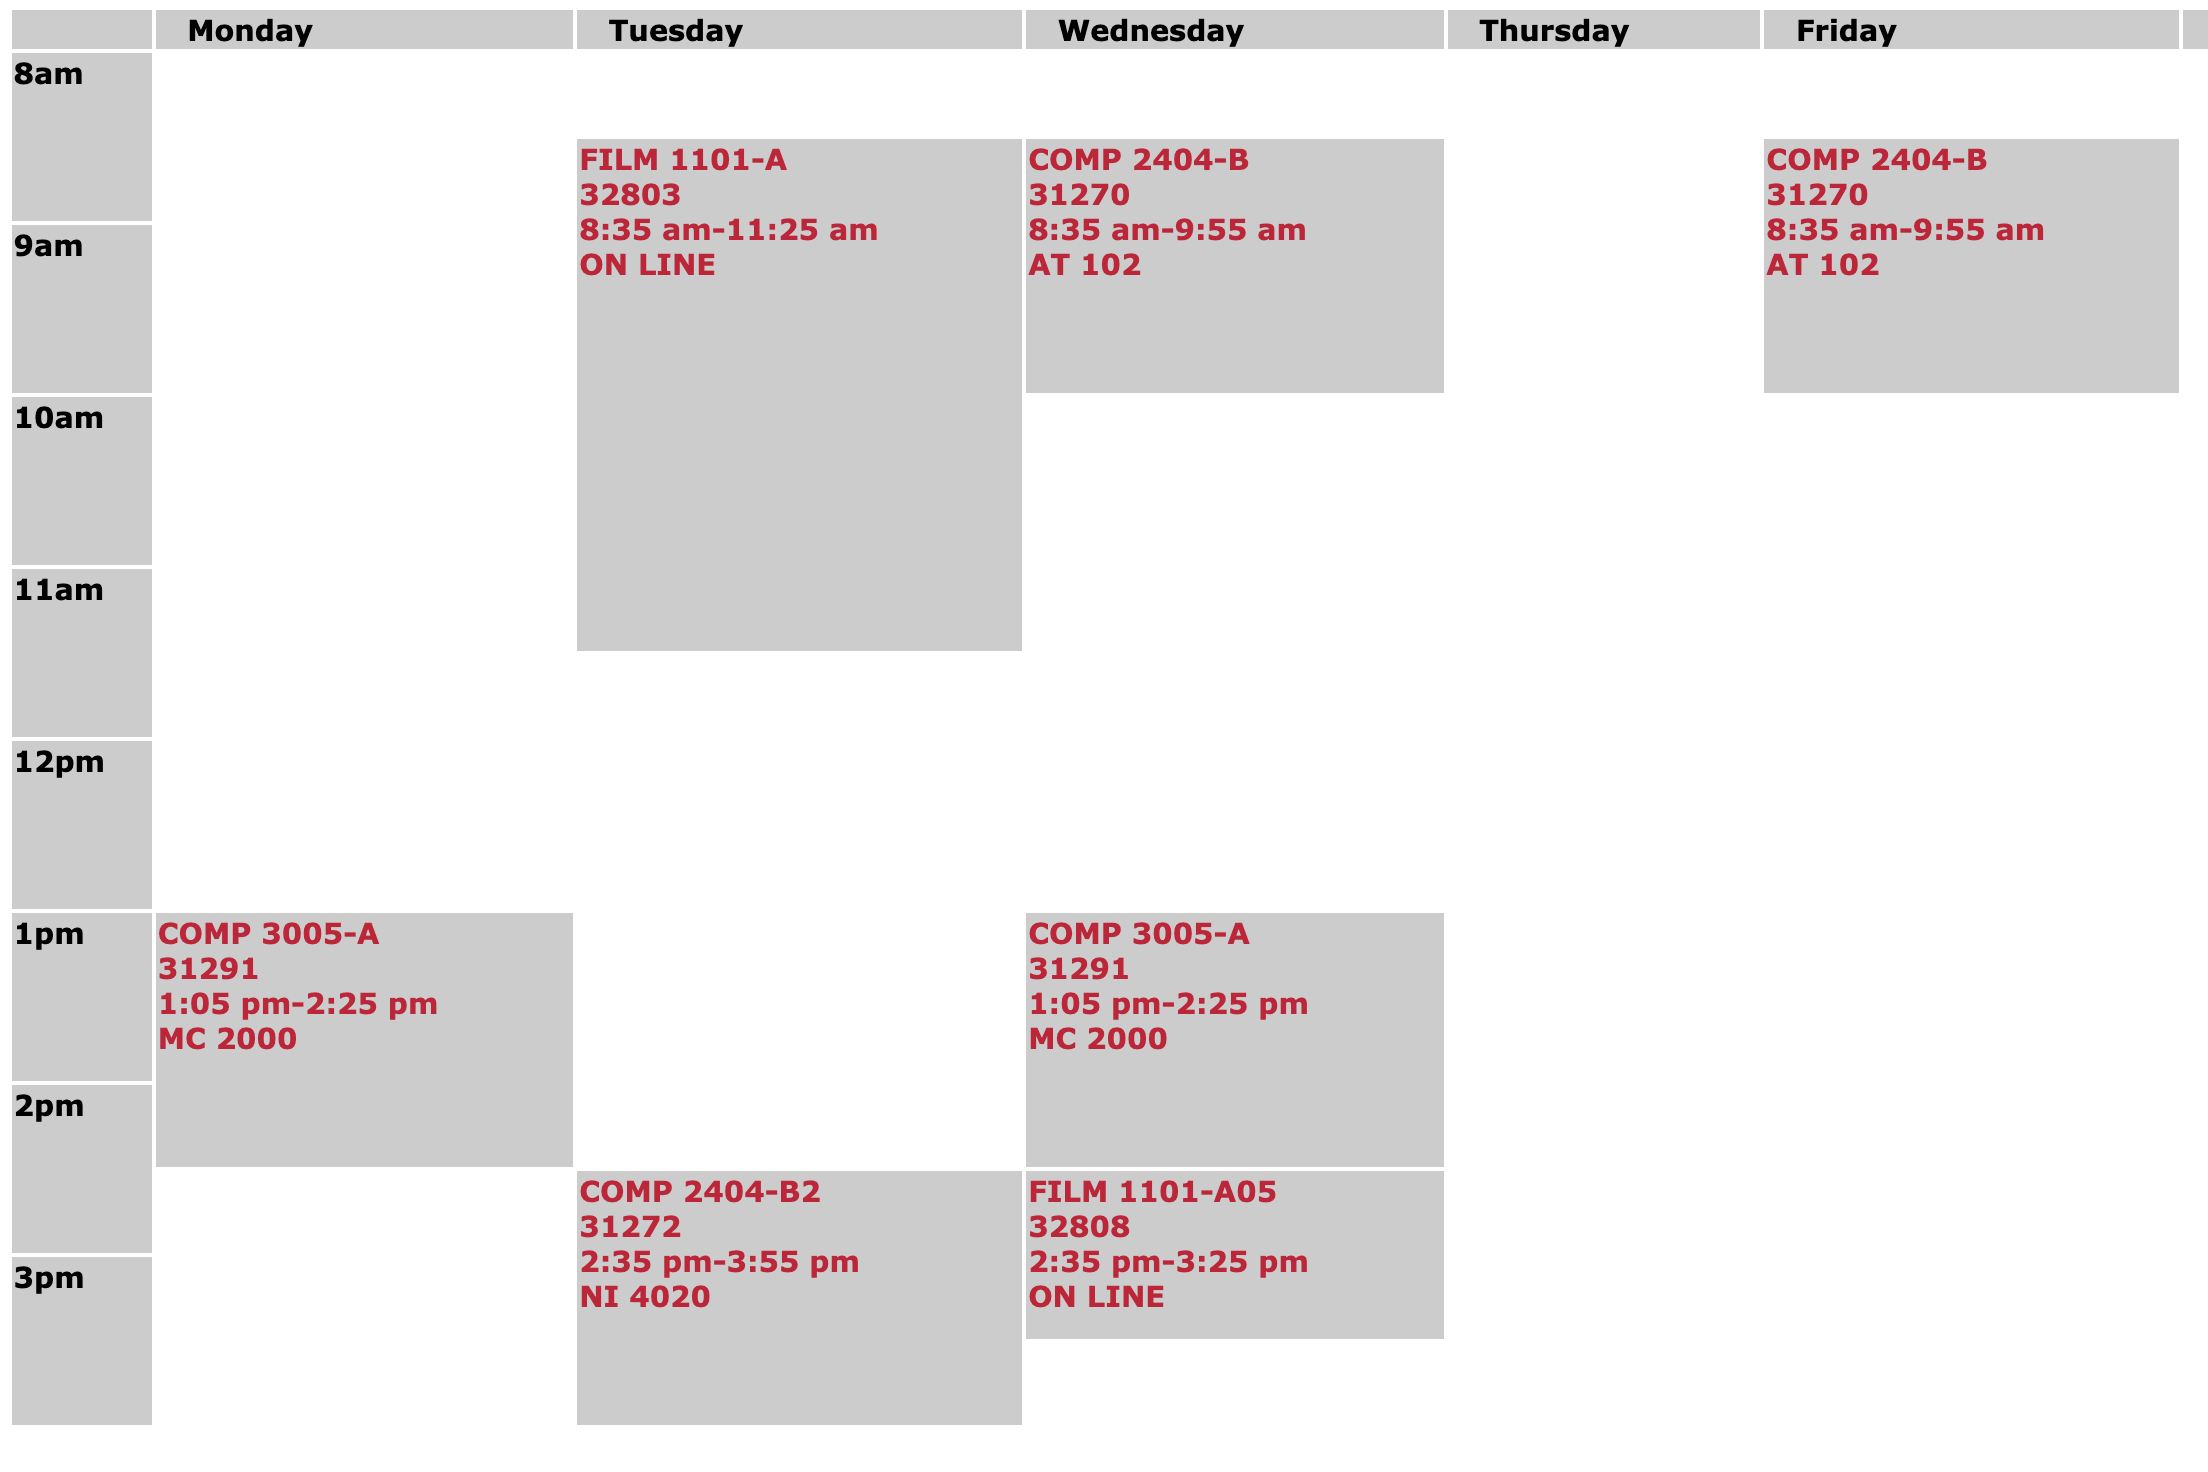 Monday Tuesday Wednesday Thursday Friday
8am
FILM 1101-A
32803
8:35 am-11:25 am
ON LINE
COMP 2404-B
31270
8:35 am-9:55 am
AT 102
COMP 2404-B
31270
8:35 am-9:55 am
AT 102
9am
10am
11am
12pm
1pm
COMP 3005-A
31291
1:05 pm-2:25 pm
MC 2000
COMP 3005-A
31291
1:05 pm-2:25 pm
MC 2000
2pm
COMP 2404-B2
31272
2:35 pm-3:55 pm
NI 4020
FILM 1101-A05
32808
2:35 pm-3:25 pm
ON LINE
3pm